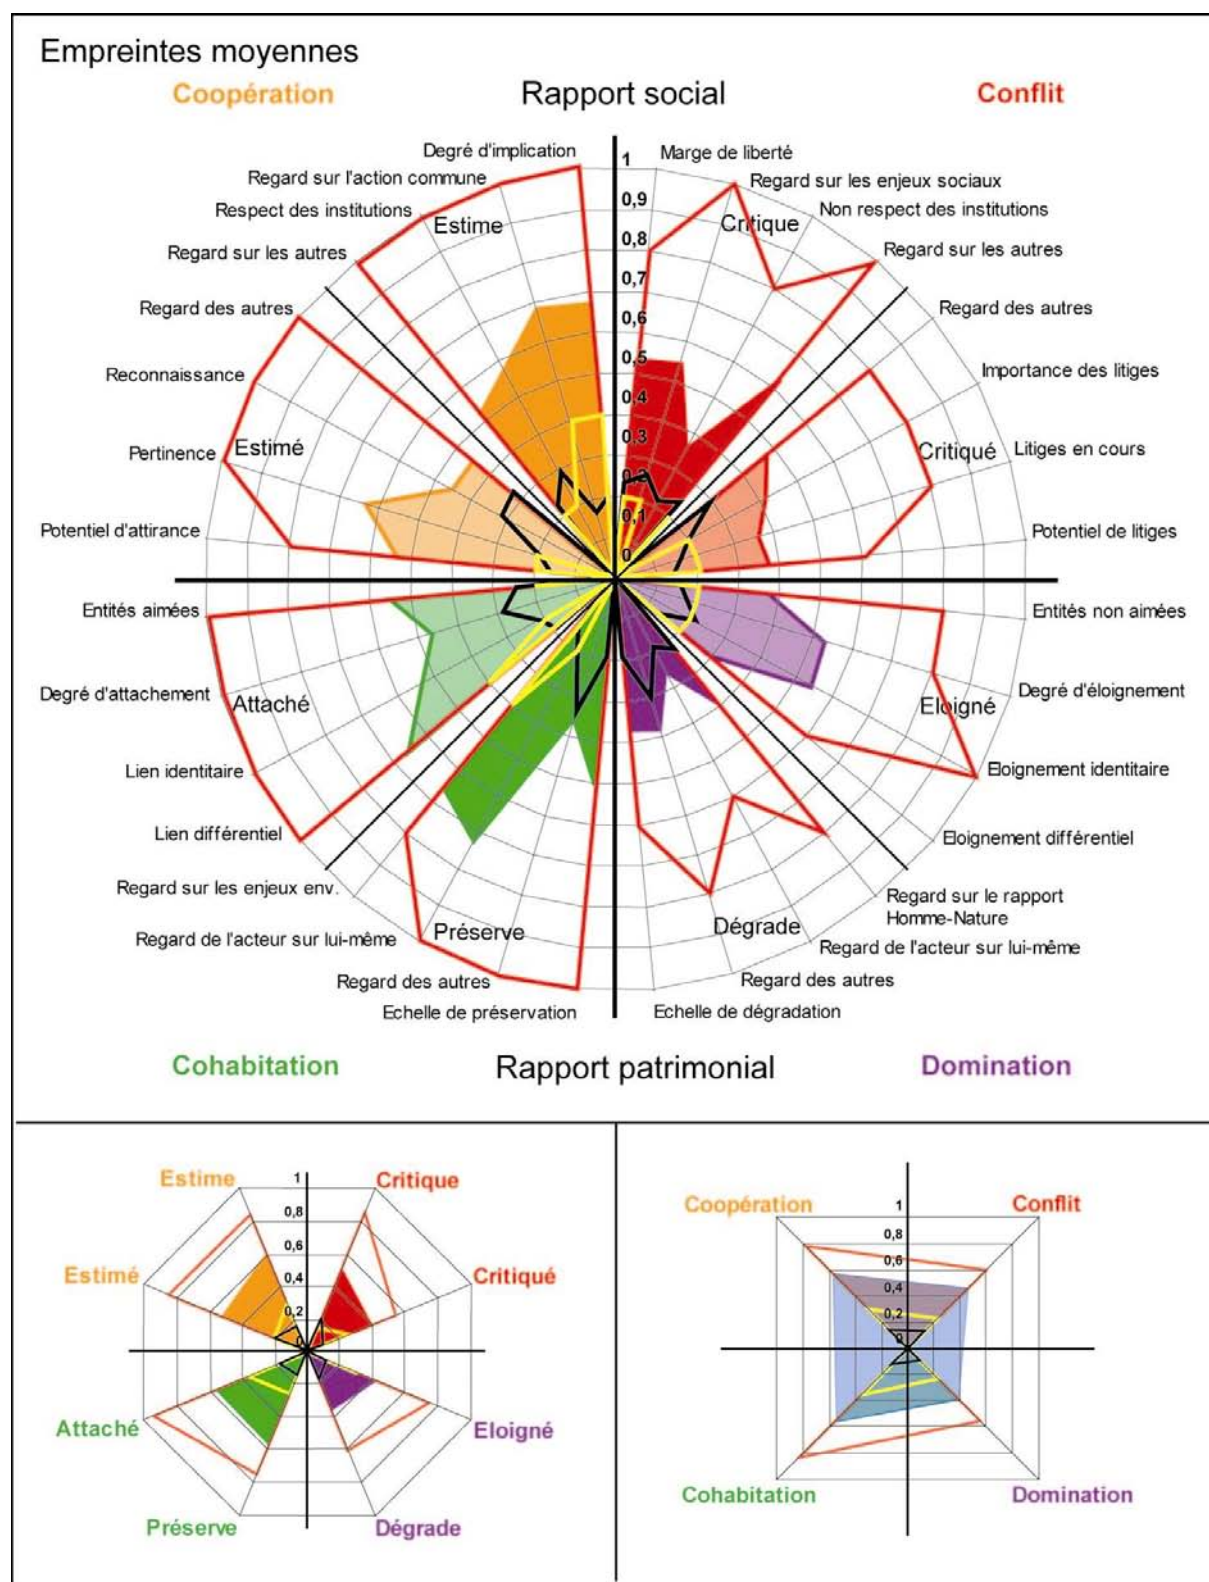 Empreintes moyennes
Coopération
Rapport social
Conflit
Degré d'implication
Regard sur l'action commune
Respect des institutions
Regard sur les autres
Regard des autres
Reconnaissance
Pertinence
Potentiel d'attirance
Estime
Estimé
1
0,9
0,8
0,7
0,6
0,5
0,4
0,3
0,2
0,1
0
Marge de liberté
Regard sur les enjeux sociaux
Non respect des institutions
Regard sur les autres
Regard des autres
Importance des litiges
Litiges en cours
Potentiel de litiges
Critique
Critiqué
Entités aimées
Degré d'attachement
Lien identitaire
Lien différentiel
Regard sur les enjeux env.
Regard de l'acteur sur lui-même
Regard des autres
Echelle de préservation
Attaché
Préserve
Entités non aimées
Degré d'éloignement
Eloignement identitaire
Eloignement différentiel
Regard sur le rapport
Homme-Nature
Regard de l'acteur sur lui-même
Regard des autres
Echelle de dégradation
Eloigné
Dégrade
Cohabitation
Rapport patrimonial
Domination
Estime
1
Critique
0,8
0,6
Estimé
0,4
Critiqué
0,2
0
Attaché
Eloigné
Préserve
Dégrade
Coopération
1
Conflit
0,8
0,6
0,4
0,2
0
Cohabitation
Domination